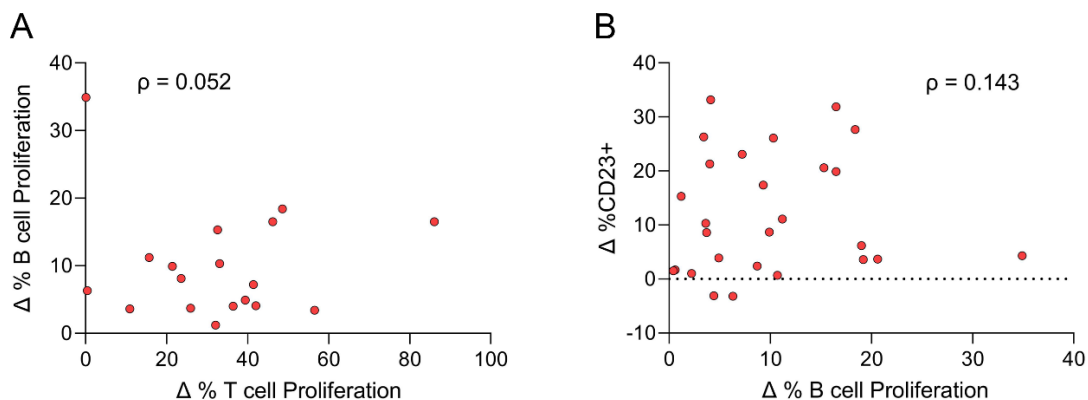 A
ρ = 0.052
Δ % B cell Proliferation
40
30
20
10
0
0 20 40 60 80 100
Δ % T cell Proliferation
B
ρ = 0.143
Δ %CD23+
40
30
20
10
0
-10
0 10 20 30 40
Δ % B cell Proliferation